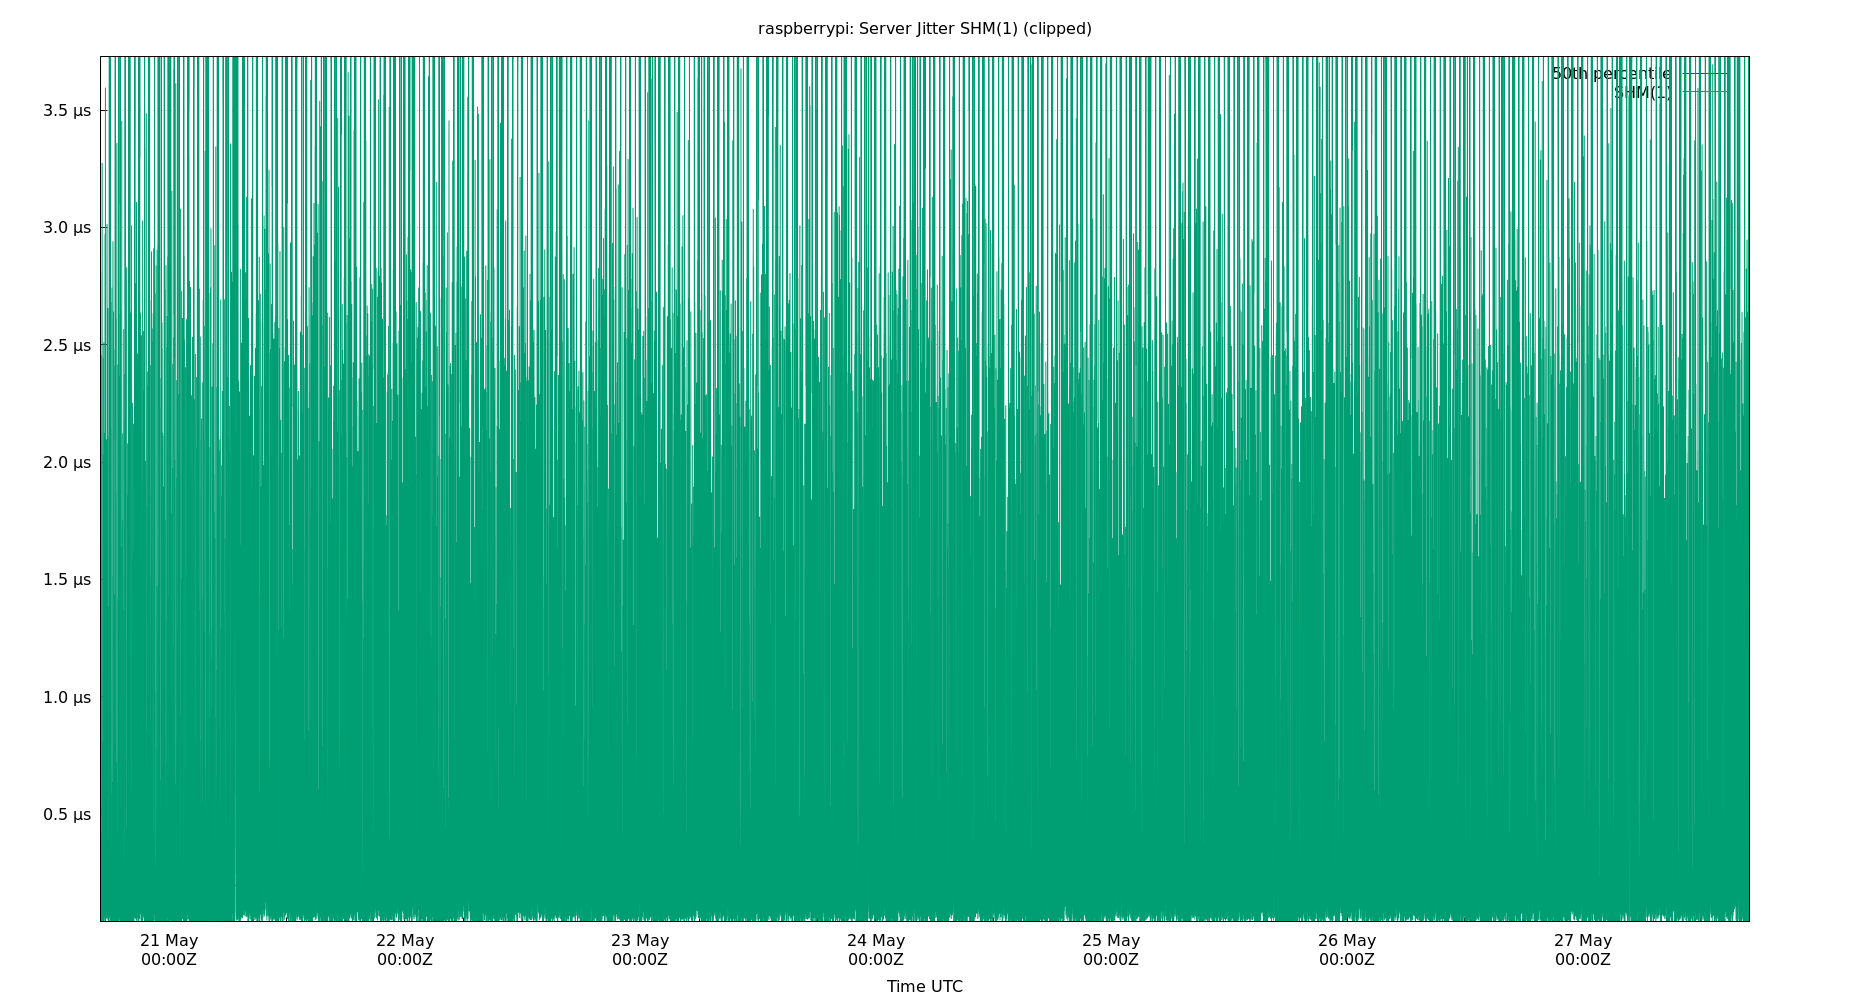 raspberrypi: Server Jitter SHM(1) (clipped)
50th percentile
SHM(1)
3.5 µs
3.0 µs
2.5 µs
2.0 µs
1.5 µs
1.0 µs
0.5 µs
21 May 22 May 23 May 24 May 25 May 26 May 27 May
00:00Z 00:00Z 00:00Z 00:00Z 00:00Z 00:00Z 00:00Z
Time UTC